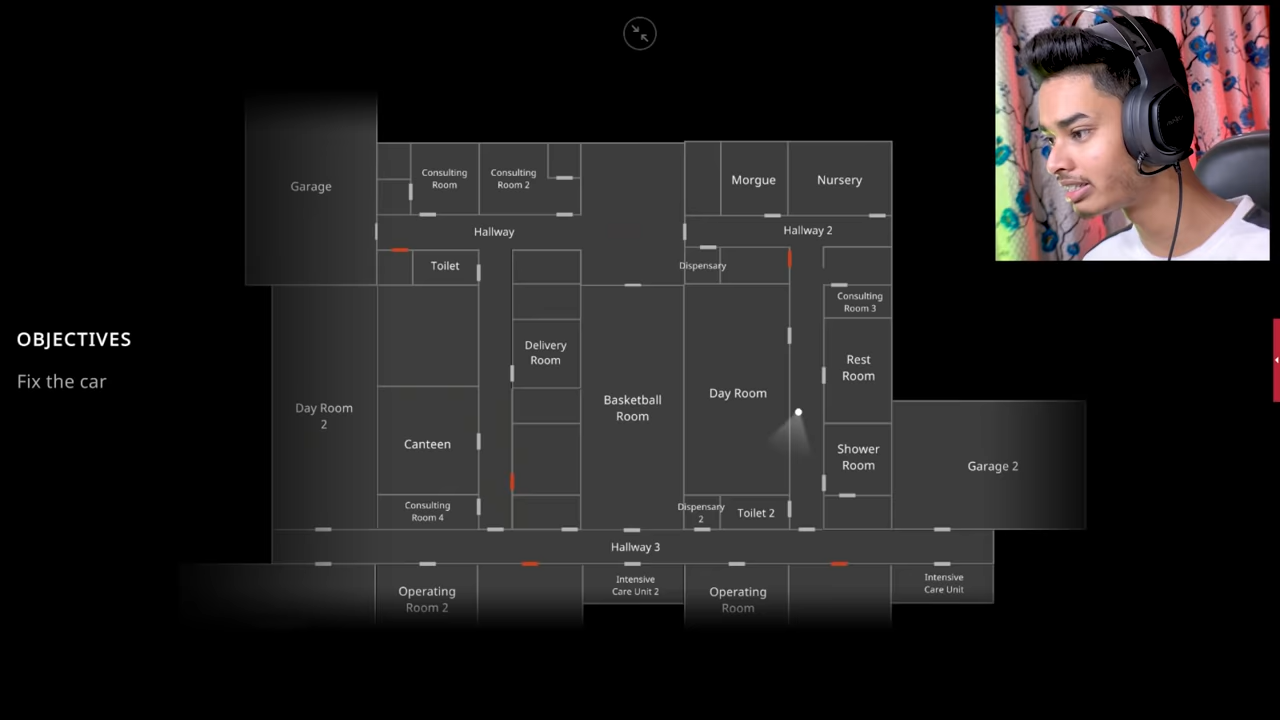 Garage
Consulting
Room
Consulting
Room 2
Morgue
Nursery
Hallway
Hallway 2
Toilet
Dispensary
Consulting
Room 3
OBJECTIVES
Fix the car
Delivery
Room
Rest
Room
Day Room
2
Basketball
Room
Day Room
Canteen
Shower
Room
Garage 2
Consulting
Room 4
Dispensary
2
Toilet 2
Hallway 3
Operating
Room 2
Intensive
Care Unit 2
Operating
Room
Intensive
Care Unit